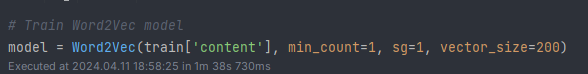 # Train Word2Vec model
model = Word2Vec(train['content'], min_count=1, sg=1, vector_size=200)
Executed at 2024.04.11 18:58:25 in 1m 38s 730ms